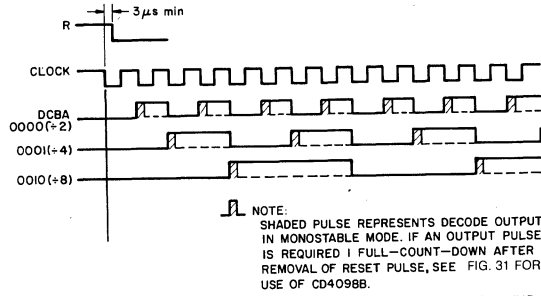 3μs min
R
CLOCK
DCBA
0000(÷2)
0001(÷4)
0010(÷8)
NOTE:
SHADED PULSE REPRESENTS DECODE OUTPUT
IN MONOSTABLE MODE. IF AN OUTPUT PULSE
IS REQUIRED I FULL-COUNT-DOWN AFTER
REMOVAL OF RESET PULSE, SEE FIG. 31 FOR
USE OF CD4098B.